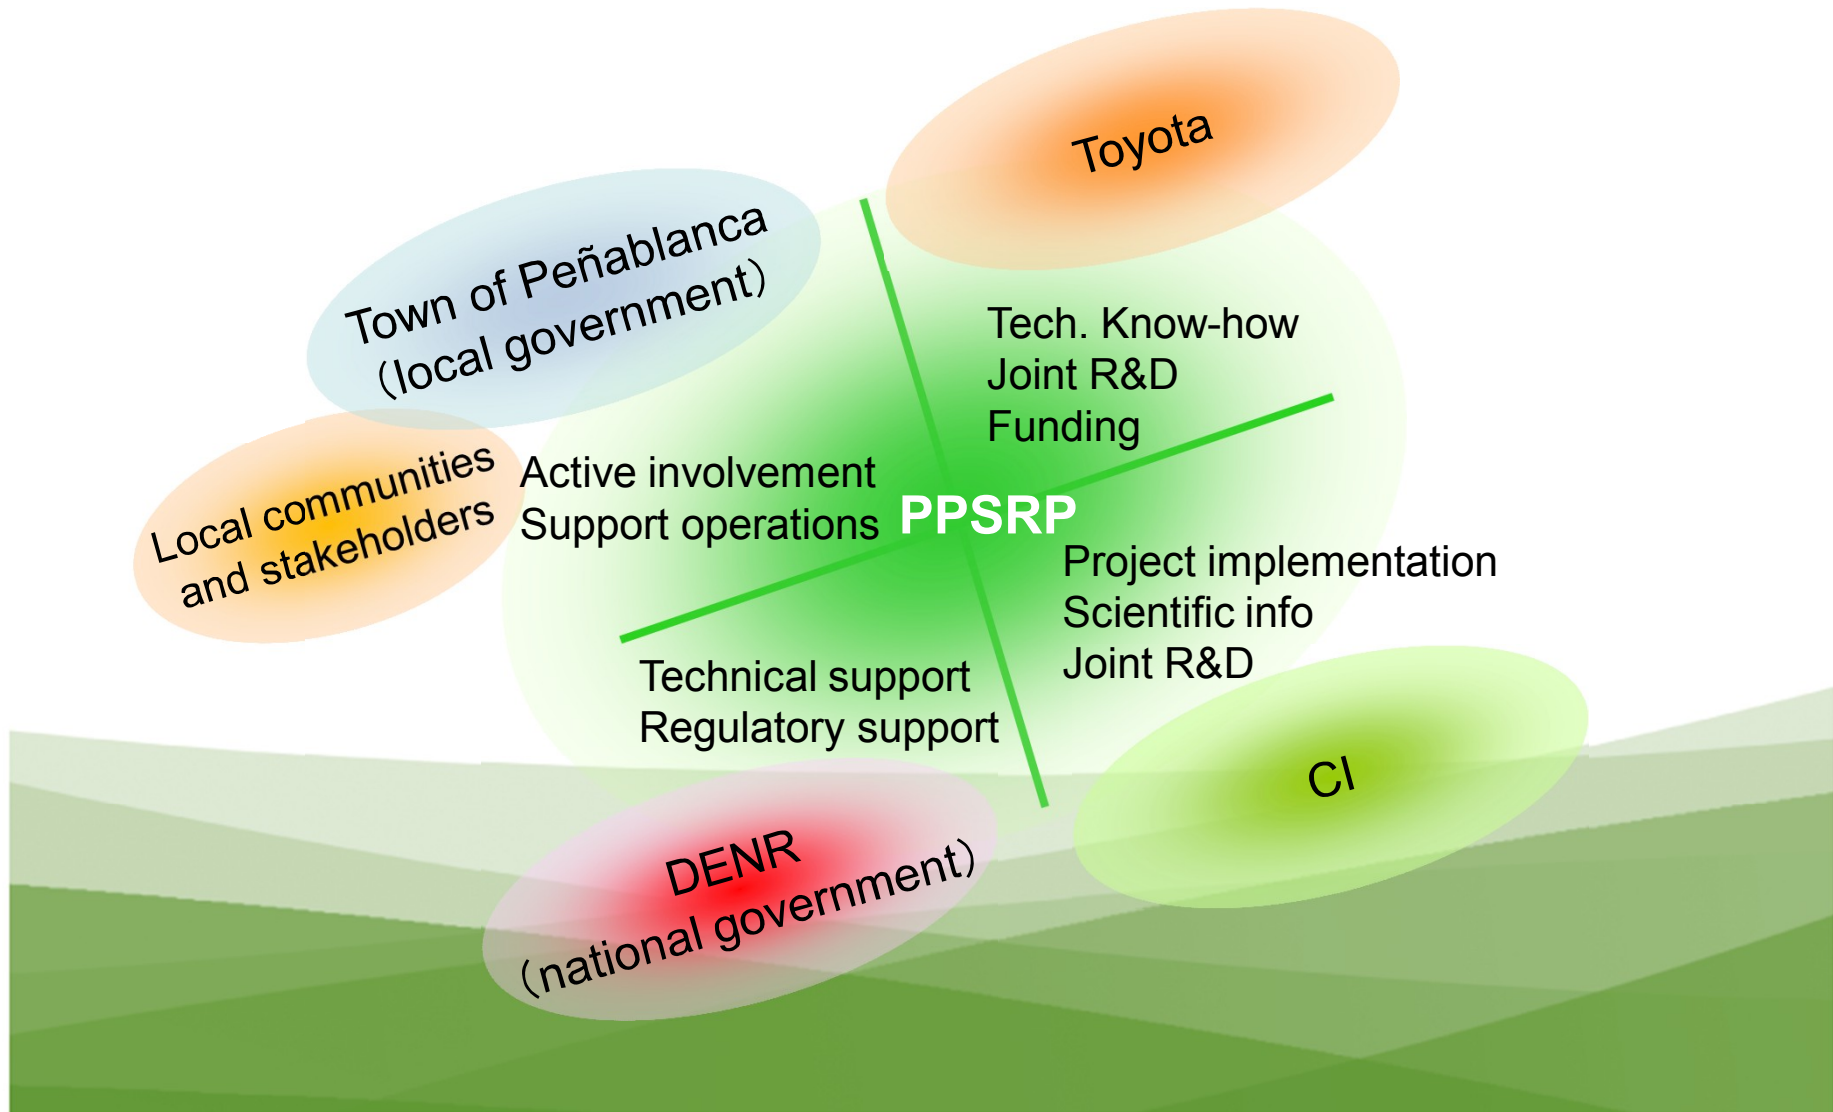 Toyota
Town of Peñablanca
（local government）
Tech. Know-how
Joint R&D
Funding
Local communities
and stakeholders
Active involvement
Support operations
PPSRP
Project implementation
Scientific info
Joint R&D
Technical support
Regulatory support
CI
DENR
（national government）